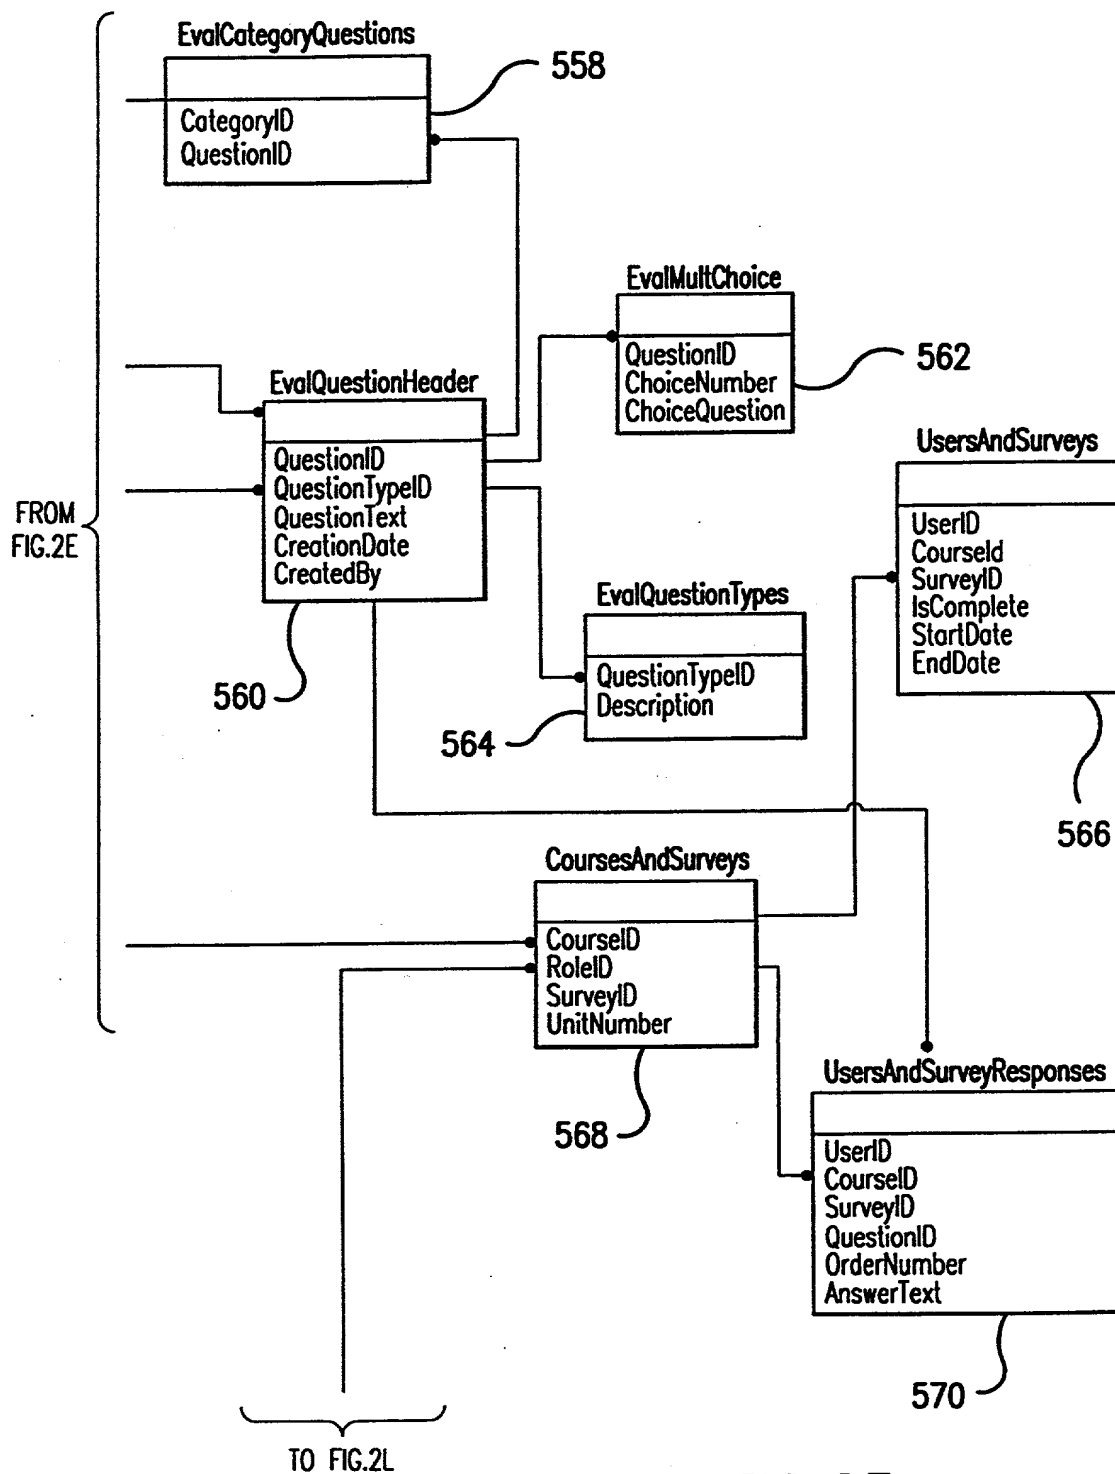 EvalCategoryQuestions
558
CategoryID
QuestionID
EvalMultChoice
QuestionID
ChoiceNumber
ChoiceQuestion
562
EvalQuestionHeader
QuestionID
QuestionTypeID
QuestionText
CreationDate
CreatedBy
560
FROM
FIG.2E
UsersAndSurveys
UserID
CourseId
SurveyID
IsComplete
StartDate
EndDate
566
EvalQuestionTypes
QuestionTypeID
Description
564
CoursesAndSurveys
CourseID
RoleID
SurveyID
UnitNumber
568
UsersAndSurveyResponses
UserID
CourseID
SurveyID
QuestionID
OrderNumber
AnswerText
570
TO FIG.2L